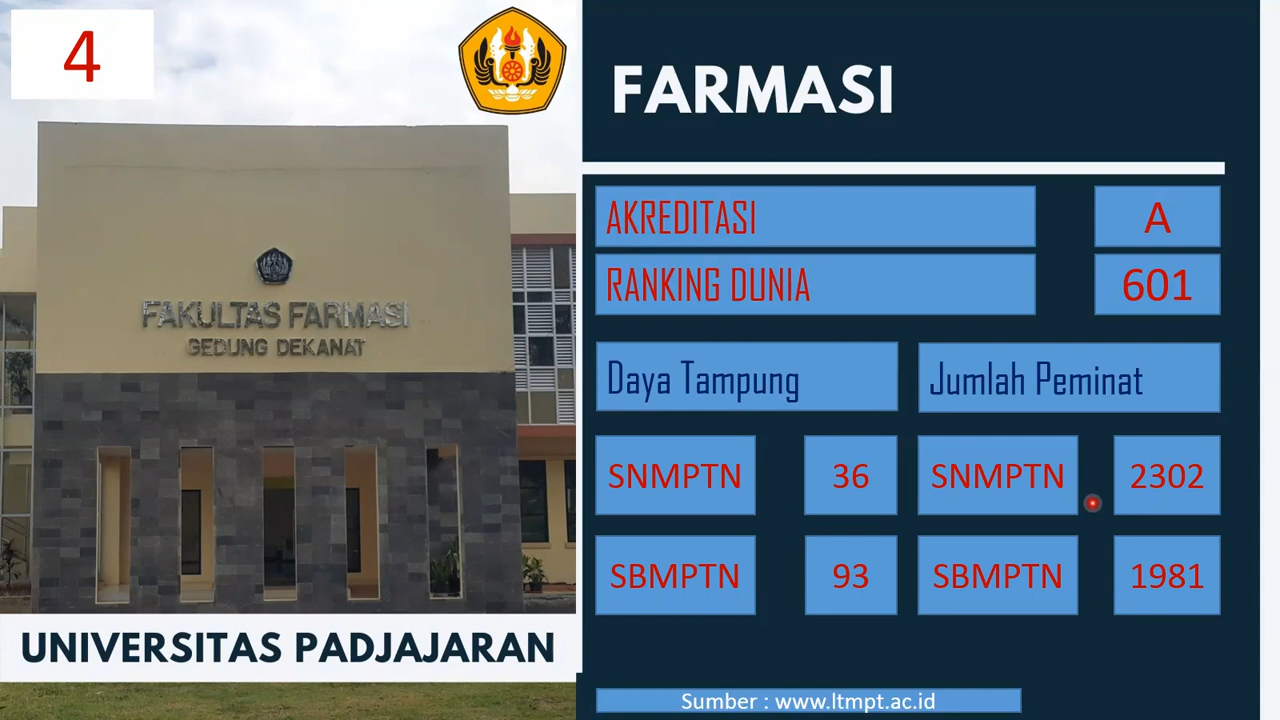 4
FAKULTAS FARMASI
GEDUNG DEKANAT
UNIVERSITAS PADJAJARAN
FARMASI
AKREDITASI A
RANKING DUNIA 601
Daya Tampung Jumlah Peminat
SNMPTN 36 SNMPTN 2302
SBMPTN 93 SBMPTN 1981
Sumber : www.ltmpt.ac.id